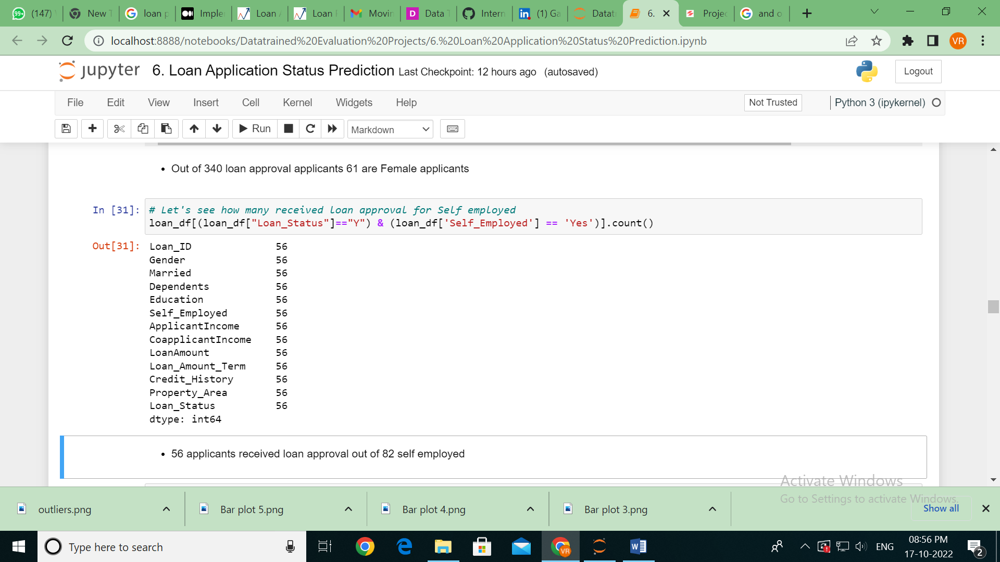 99+ (147) New T loan p Imple Loan A Loan Movin D Data T Intern in (1) Ga Datat 6. Projec and o
localhost:8888/notebooks/Datatrained%20Evaluation%20Projects/6.%20Loan%20Application%20Status%20Prediction.ipynb VR
jupyter 6. Loan Application Status Prediction Last Checkpoint: 12 hours ago (autosaved) Logout
File Edit View Insert Cell Kernel Widgets Help Not Trusted Python 3 (ipykernel)
Run Markdown
• Out of 340 loan approval applicants 61 are Female applicants
In [31]: # Let's see how many received loan approval for Self employed
loan_df[(loan_df["Loan_Status"]=="Y") & (loan_df['Self_Employed'] == 'Yes')].count()
Out[31]: Loan_ID 56
Gender 56
Married 56
Dependents 56
Education 56
Self_Employed 56
ApplicantIncome 56
CoapplicantIncome 56
LoanAmount 56
Loan_Amount_Term 56
Credit_History 56
Property_Area 56
Loan_Status 56
dtype: int64
• 56 applicants received loan approval out of 82 self employed
Activate Windows
Go to Settings to activate Windows.
outliers.png Bar plot 5.png Bar plot 4.png Bar plot 3.png Show all
Type here to search VR W ENG 08:56 PM
17-10-2022 2